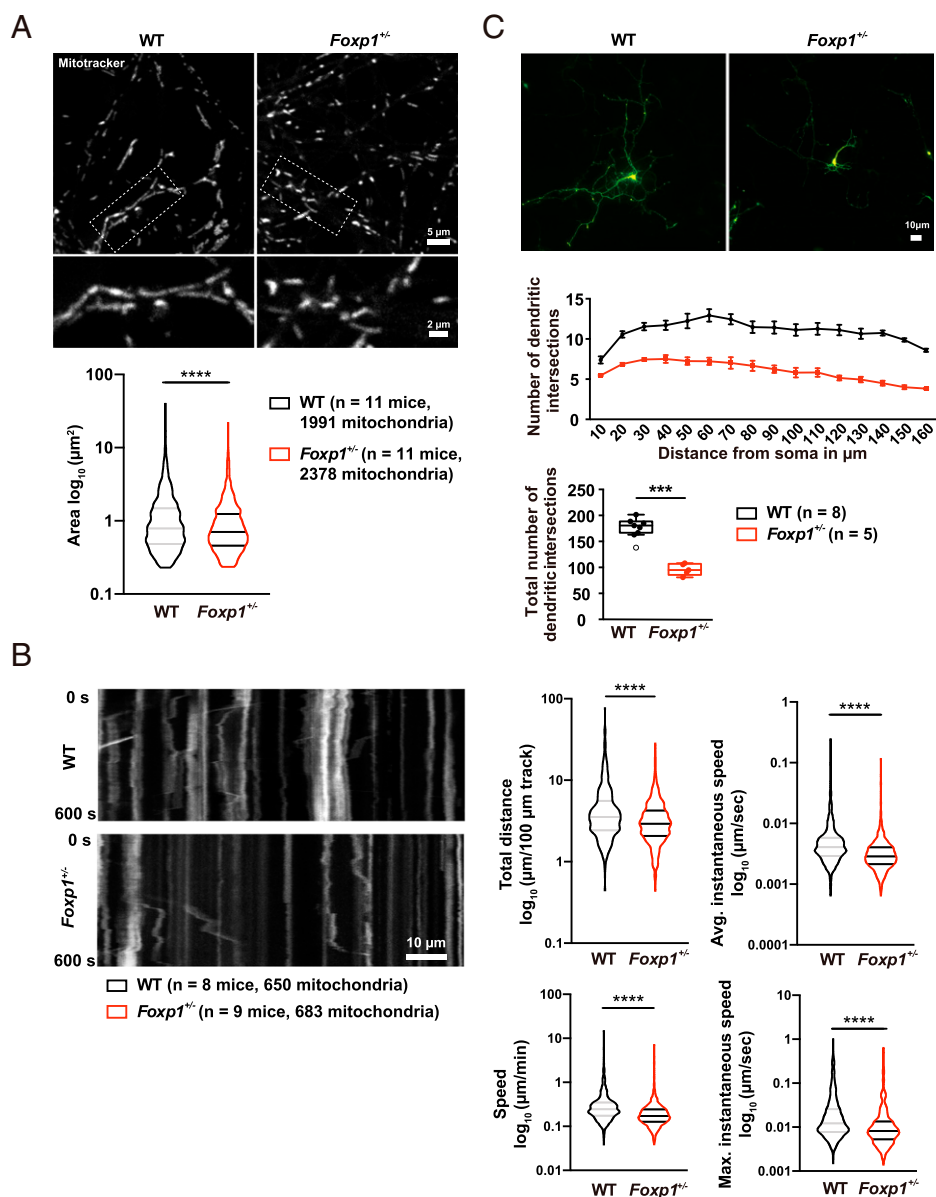 A
WT
Foxp1+/-
Mitotracker
5 µm
2 µm
Area log10 (µm2)
100
10
1
0.1
****
WT
Foxp1+/-
WT (n = 11 mice,
1991 mitochondria)
Foxp1+/- (n = 11 mice,
2378 mitochondria)
C
WT
Foxp1+/-
10µm
Number of dendritic
intersections
15
10
5
0
10 20 30 40 50 60 70 80 90 100 110 120 130 140 150 160
Distance from soma in µm
Total number of
dendritic intersections
250
200
150
100
50
0
***
WT
Foxp1+/-
WT (n = 8)
Foxp1+/- (n = 5)
B
0 s
WT
600 s
0 s
Foxp1+/-
600 s
10 µm
WT (n = 8 mice, 650 mitochondria)
Foxp1+/- (n = 9 mice, 683 mitochondria)
Total distance
log10 (µm/100 µm track)
100
10
1
0.1
****
WT
Foxp1+/-
Avg. instantaneous speed
log10 (µm/sec)
1
0.1
0.01
0.001
0.0001
****
WT
Foxp1+/-
Speed
log10 (µm/min)
100
10
1
0.1
0.01
****
WT
Foxp1+/-
Max. instantaneous speed
log10 (µm/sec)
10
1
0.1
0.01
0.001
****
WT
Foxp1+/-